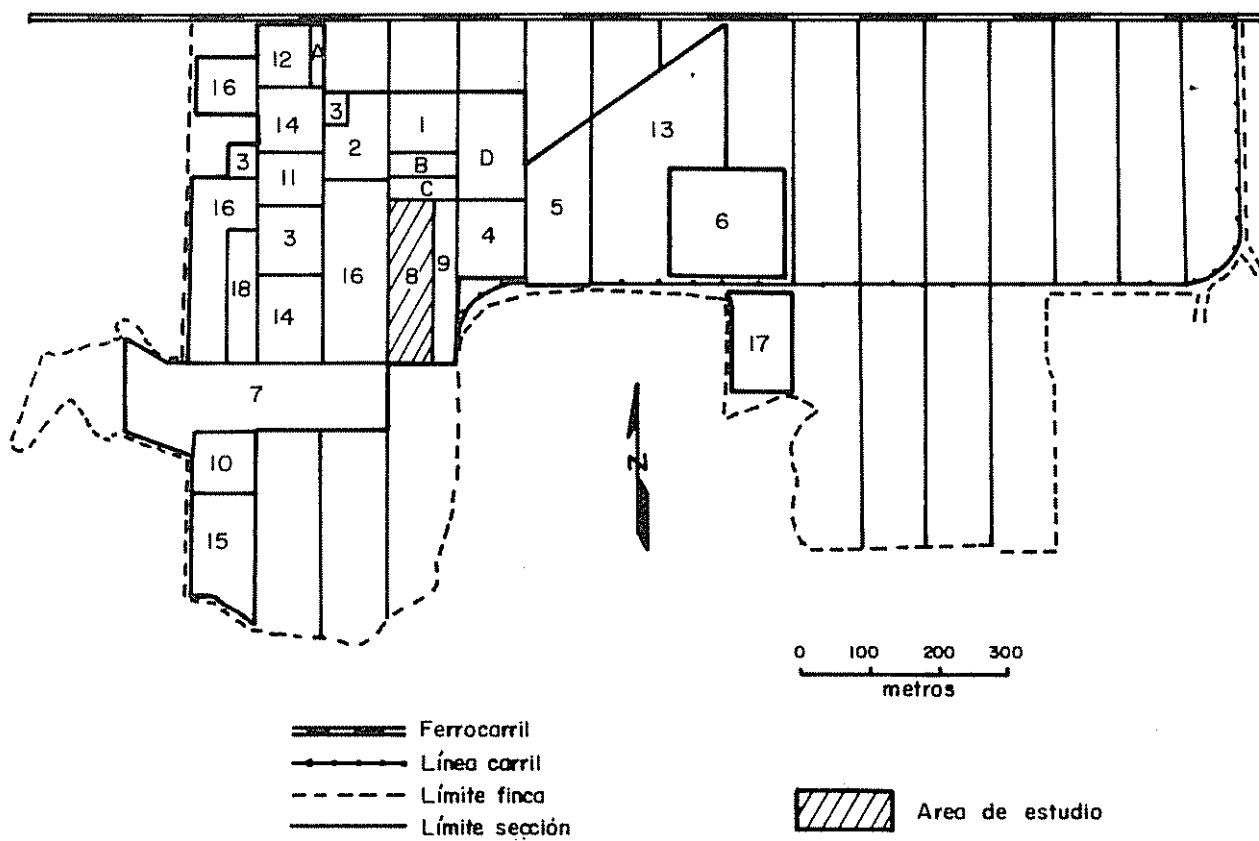 12 A
16
3
14
1
13
2
B
3
D
11
C
16
5
6
3
4
8
9
18
16
14
17
7
10
15
N
0 100 200 300
metros
Ferrocarril
Línea carril
Límite finca
Límite sección
Area de estudio